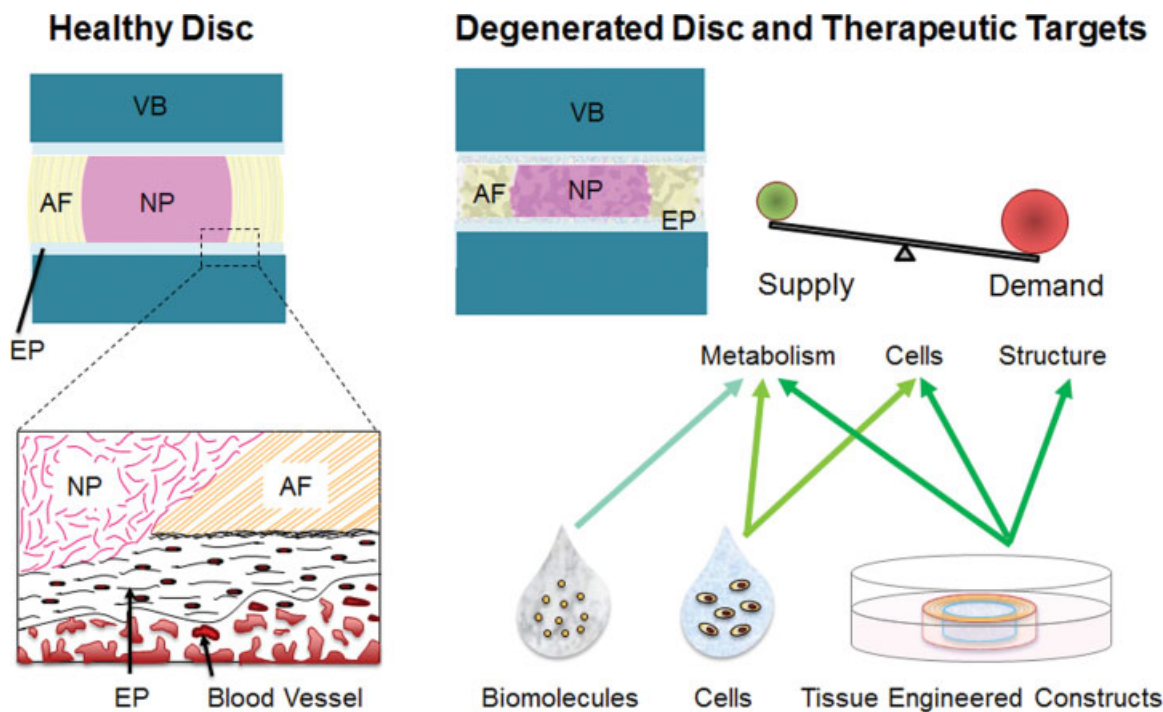 Healthy Disc
VB
AF
NP
EP
NP
AF
EP
Blood Vessel
Degenerated Disc and Therapeutic Targets
VB
AF
NP
EP
Supply
Demand
Metabolism
Cells
Structure
Biomolecules
Cells
Tissue Engineered Constructs